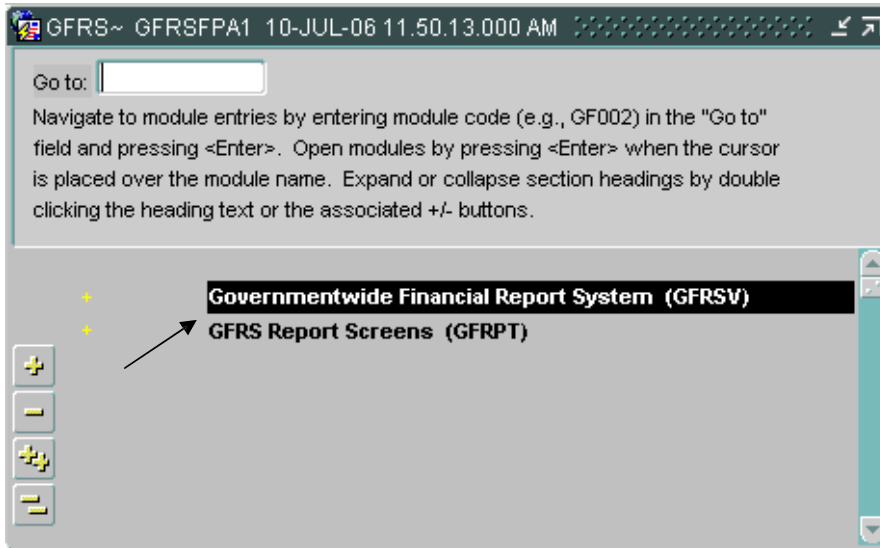 GFRS~ GFRSFPA1 10-JUL-06 11.50.13.000 AM
Go to:
Navigate to module entries by entering module code (e.g., GF002) in the "Go to"
field and pressing <Enter>. Open modules by pressing <Enter> when the cursor
is placed over the module name. Expand or collapse section headings by double
clicking the heading text or the associated +/- buttons.
+ Governmentwide Financial Report System (GFRSV)
+ GFRS Report Screens (GFRPT)